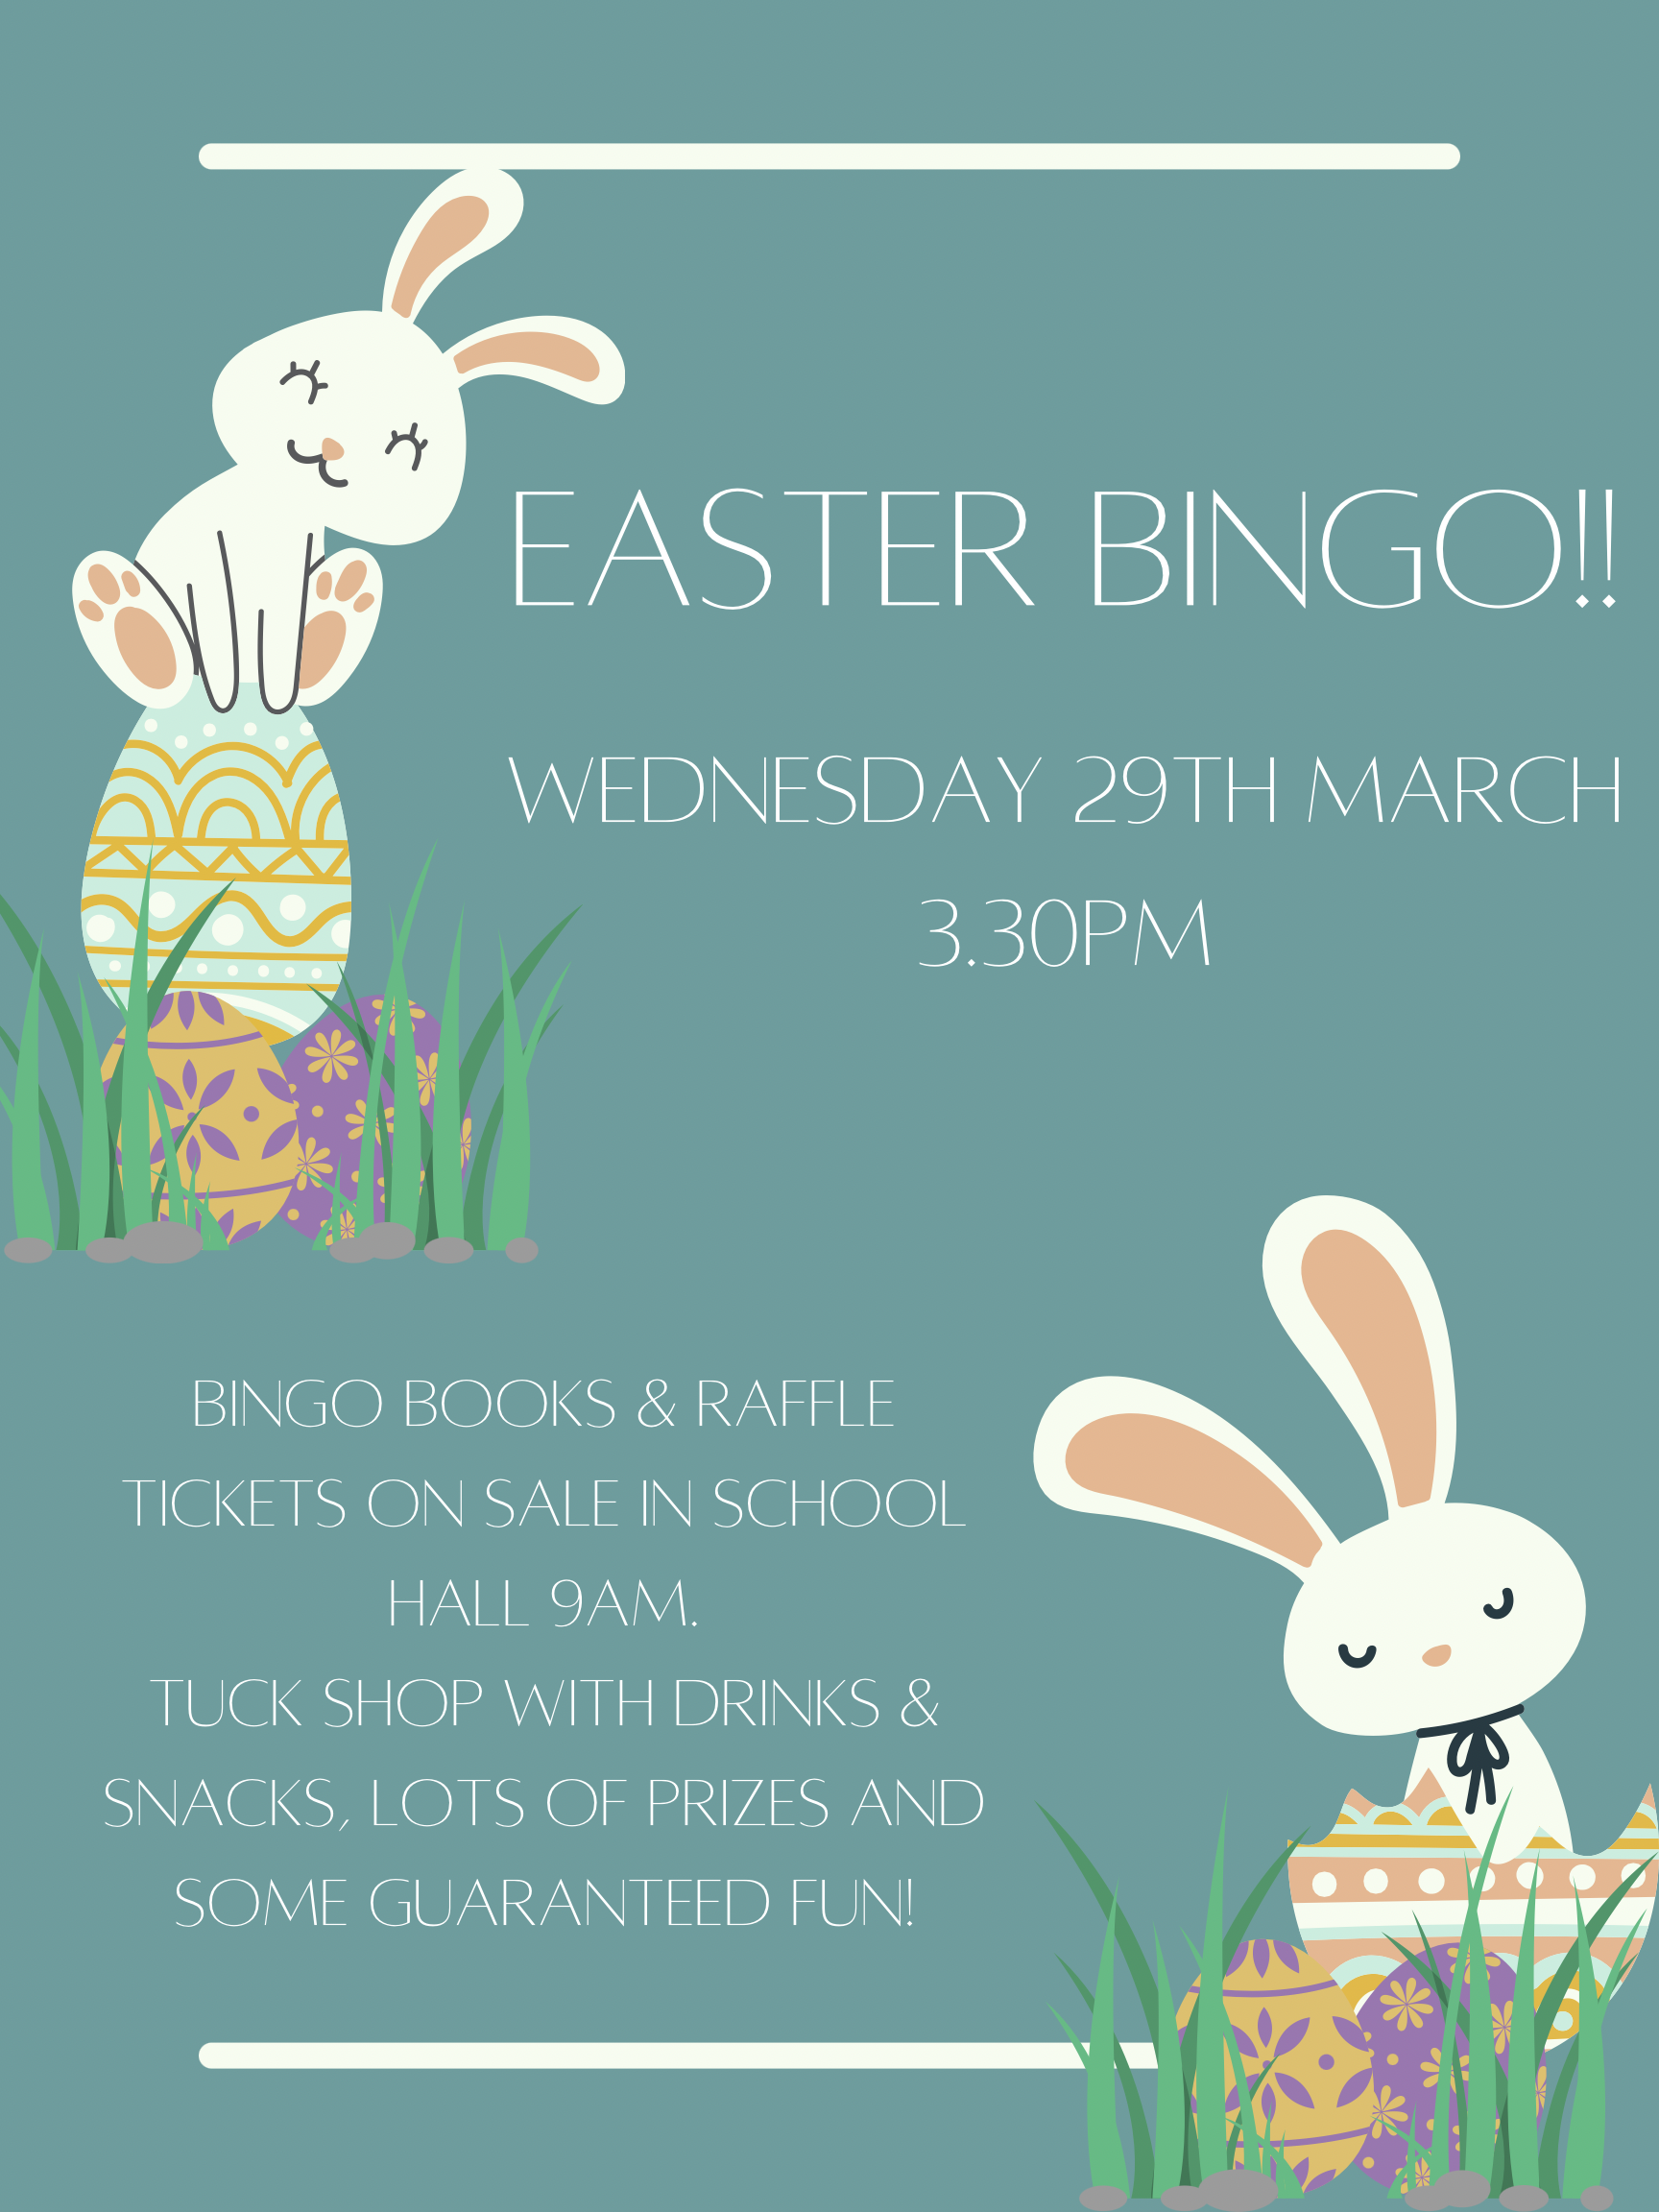 EASTER BINGO!!
WEDNESDAY 29TH MARCH
3.30PM
BINGO BOOKS & RAFFLE
TICKETS ON SALE IN SCHOOL
HALL 9AM.
TUCK SHOP WITH DRINKS &
SNACKS, LOTS OF PRIZES AND
SOME GUARANTEED FUN!